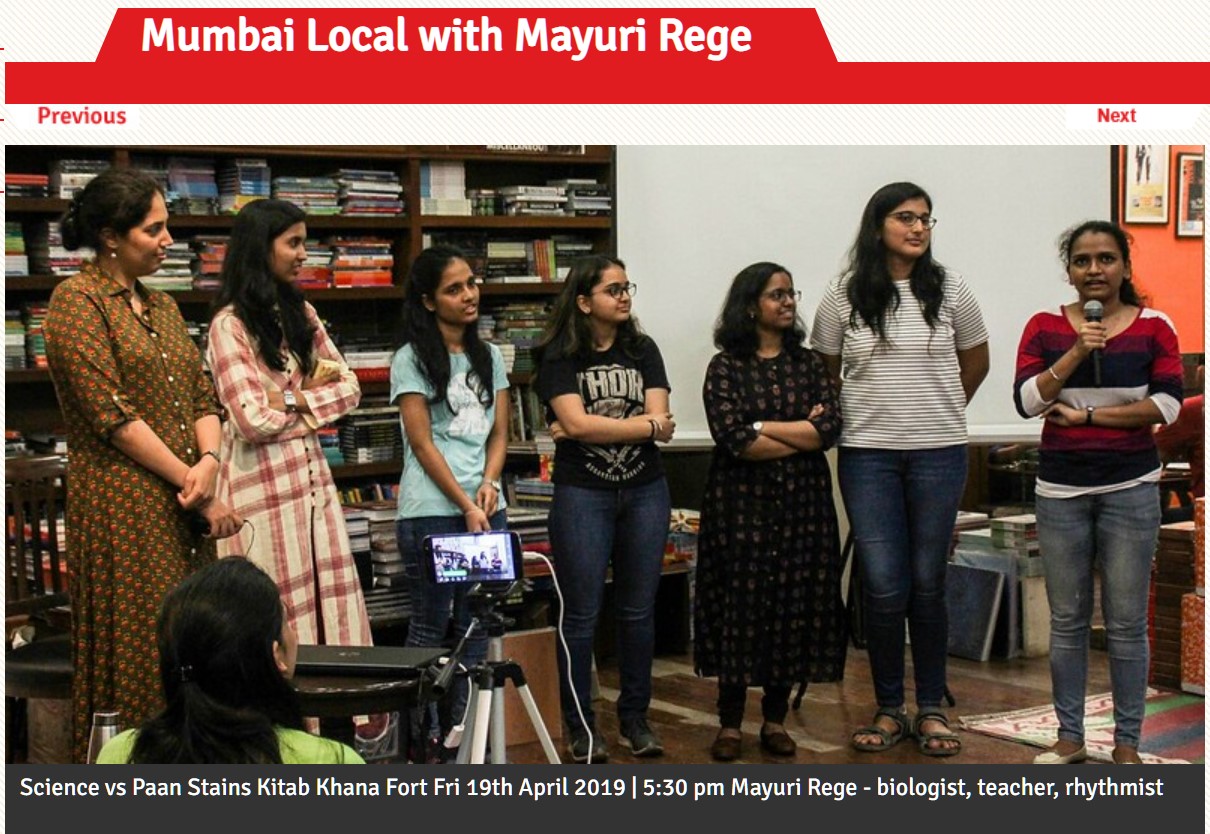 Mumbai Local with Mayuri Rege
Previous
Next
THOR
Science vs Paan Stains Kitab Khana Fort Fri 19th April 2019 | 5:30 pm Mayuri Rege - biologist, teacher, rhythmist